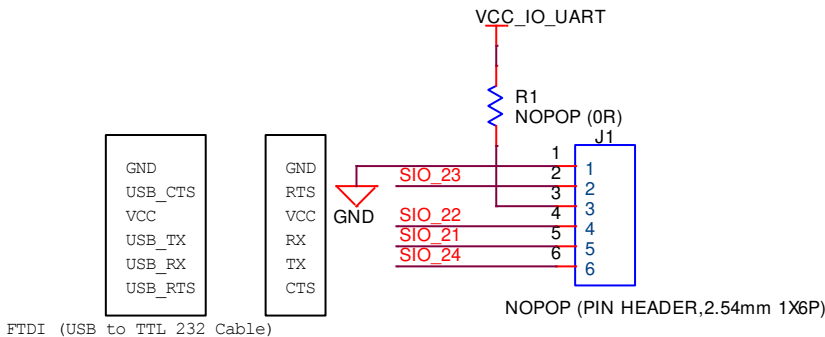 VCC_IO_UART
R1
NOPOP (0R)
J1
GND
USB_CTS
VCC
USB_TX
USB_RX
USB_RTS
GND
RTS
VCC
RX
TX
CTS
GND
SIO_23
SIO_22
SIO_21
SIO_24
1
2
3
4
5
6
1
2
3
4
5
6
NOPOP (PIN HEADER,2.54mm 1X6P)
FTDI (USB to TTL 232 Cable)